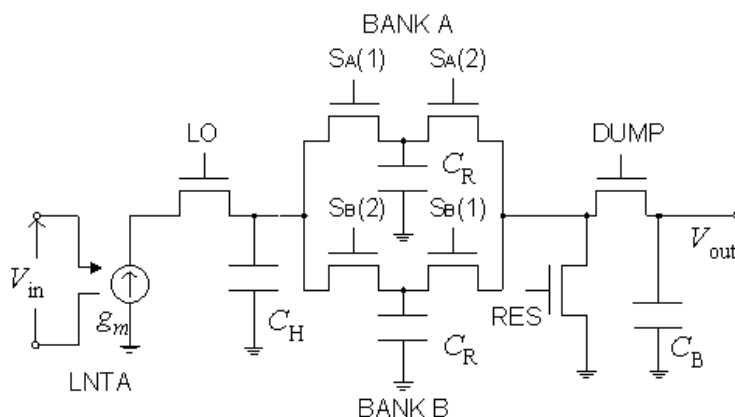 BANK A
SA(1) SA(2)
LO
DUMP
CR
SB(2) SB(1)
Vin
Vout
gm
CH
RES
CR
CB
LNTA
BANK B